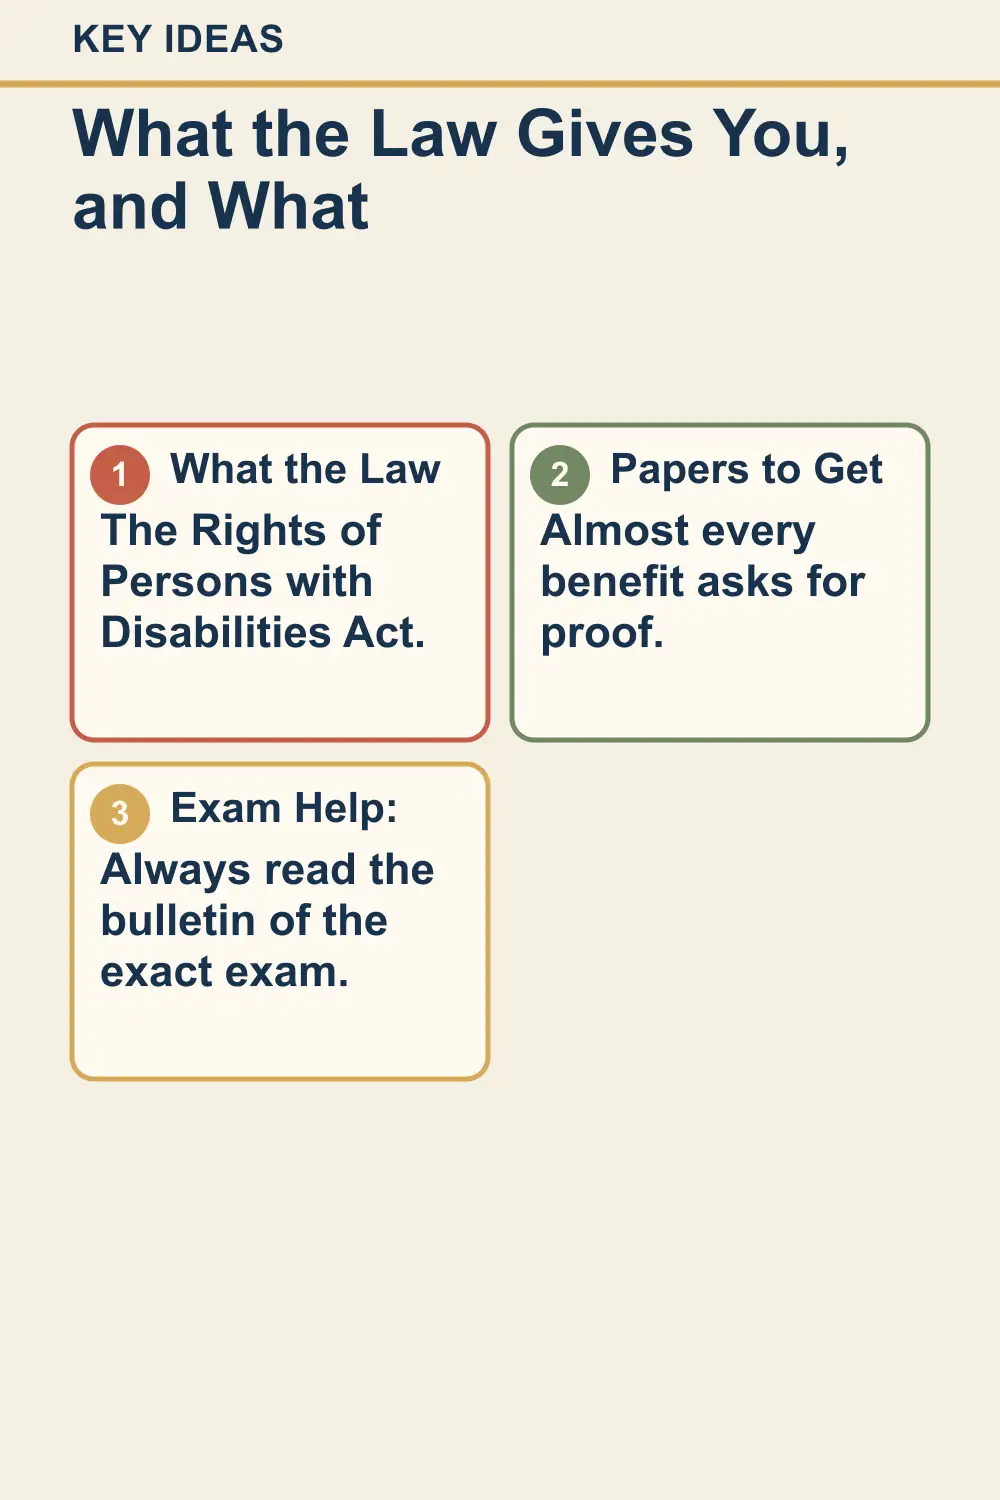 KEY IDEAS
What the Law Gives You,
and What
1 What the Law
The Rights of
Persons with
Disabilities Act.
2 Papers to Get
Almost every
benefit asks for
proof.
3 Exam Help:
Always read the
bulletin of the
exact exam.